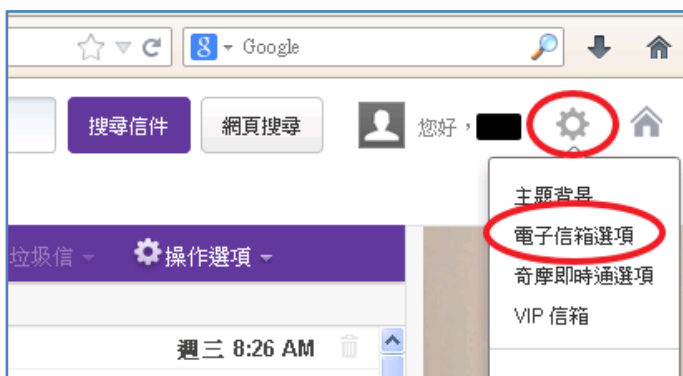 8 Google
搜尋信件 網頁搜尋 您好，
主題背景
電子信箱選項
垃圾信 操作選項
奇摩即時通選項
VIP 信箱
週三 8:26 AM